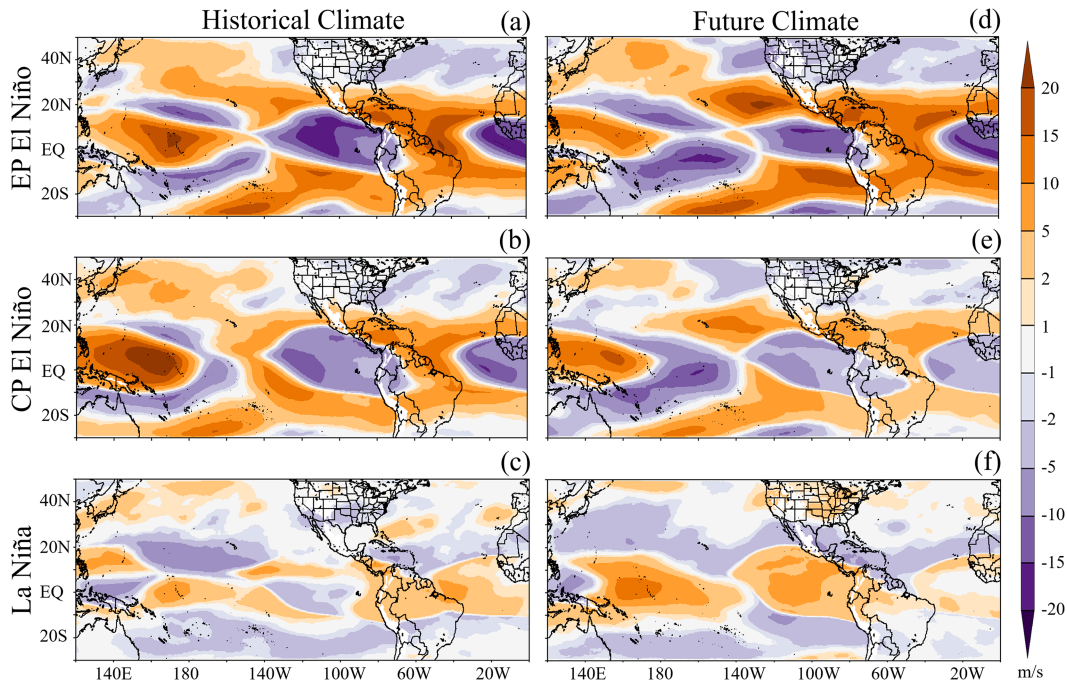 Historical Climate
Future Climate
(a)
(d)
EP El Niño
40N
20N
EQ
20S
CP El Niño
(b)
(e)
40N
20N
EQ
20S
La Niña
(c)
(f)
40N
20N
EQ
20S
140E 180 140W 100W 60W 20W
140E 180 140W 100W 60W 20W
20
15
10
5
2
1
-1
-2
-5
-10
-15
-20
m/s